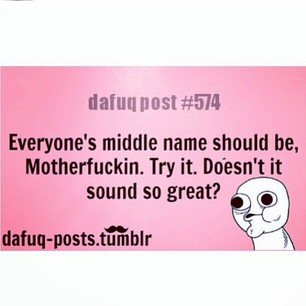 dafuq post #574
Everyone's middle name should be,
Motherfuckin. Try it. Doesn't it
sound so great?
dafuq-posts.tumblr